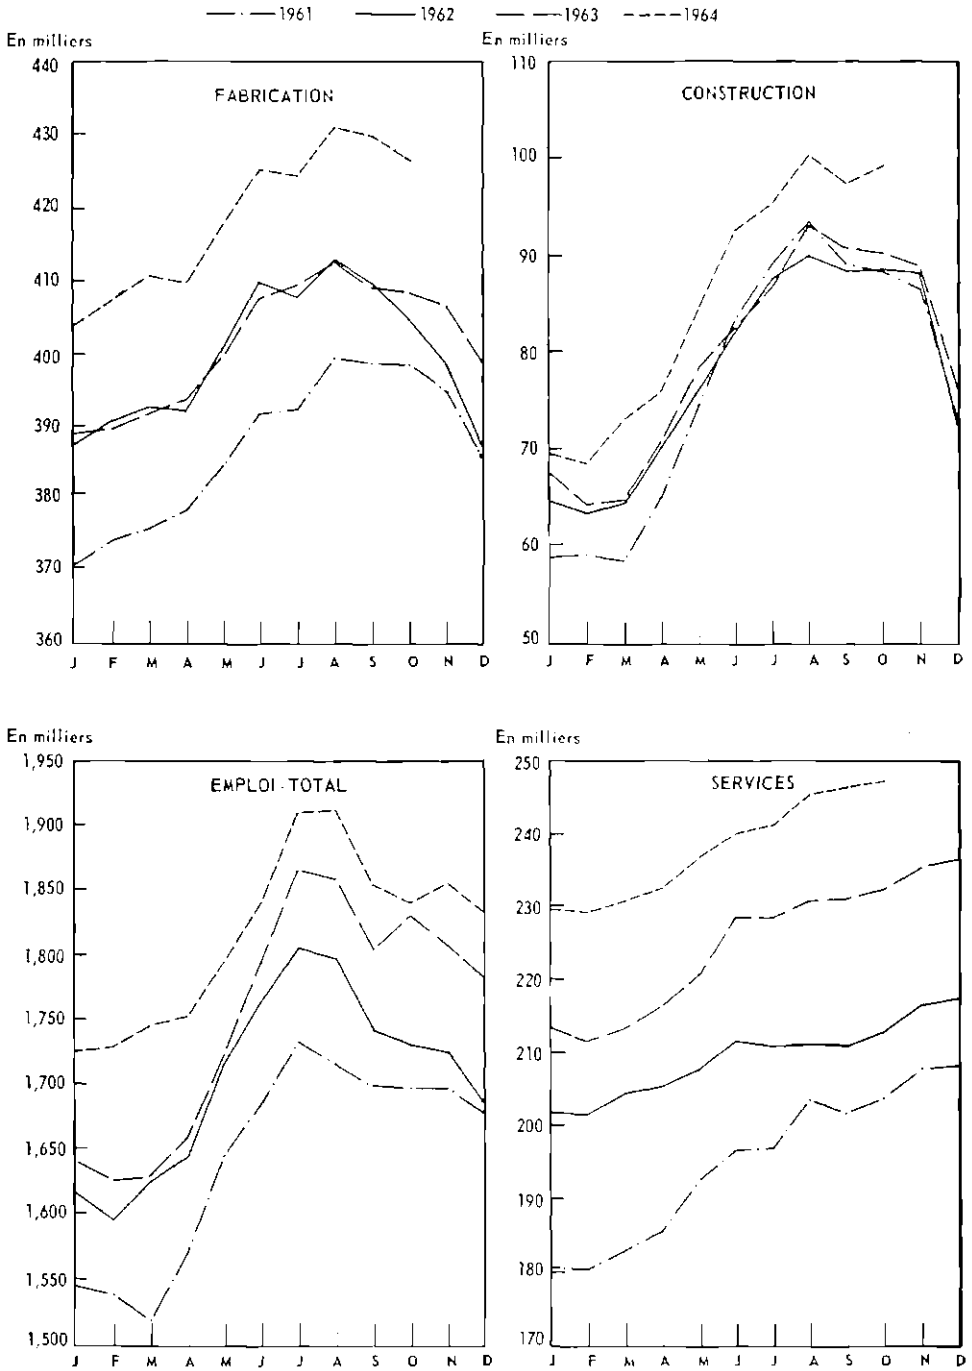 1961 1962 1963 1964
En milliers
FABRICATION
440
430
420
410
400
390
380
370
360
J F M A M J J A S O N D
En milliers
CONSTRUCTION
110
100
90
80
70
60
50
J F M A M J J A S O N D
En milliers
EMPLOI-TOTAL
1,950
1,900
1,850
1,800
1,750
1,700
1,650
1,600
1,550
1,500
J F M A M J J A S O N D
En milliers
SERVICES
250
240
230
220
210
200
190
180
170
J F M A M J J A S O N D